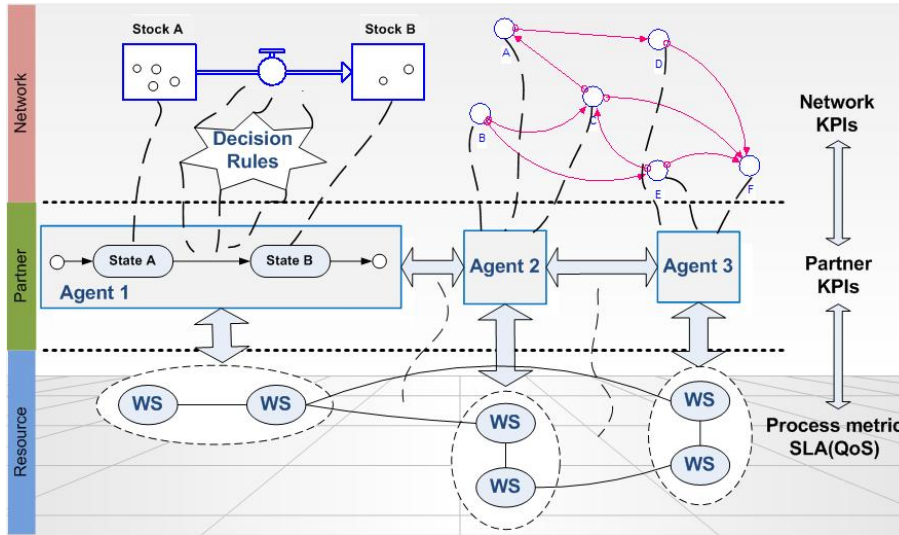 Network
Stock A
Stock B
Decision
Rules
A
D
B
C
E
F
Network
KPIs
Partner
State A
State B
Agent 1
Agent 2
Agent 3
Partner
KPIs
Resource
WS
WS
WS
WS
WS
WS
Process metric
SLA(QoS)